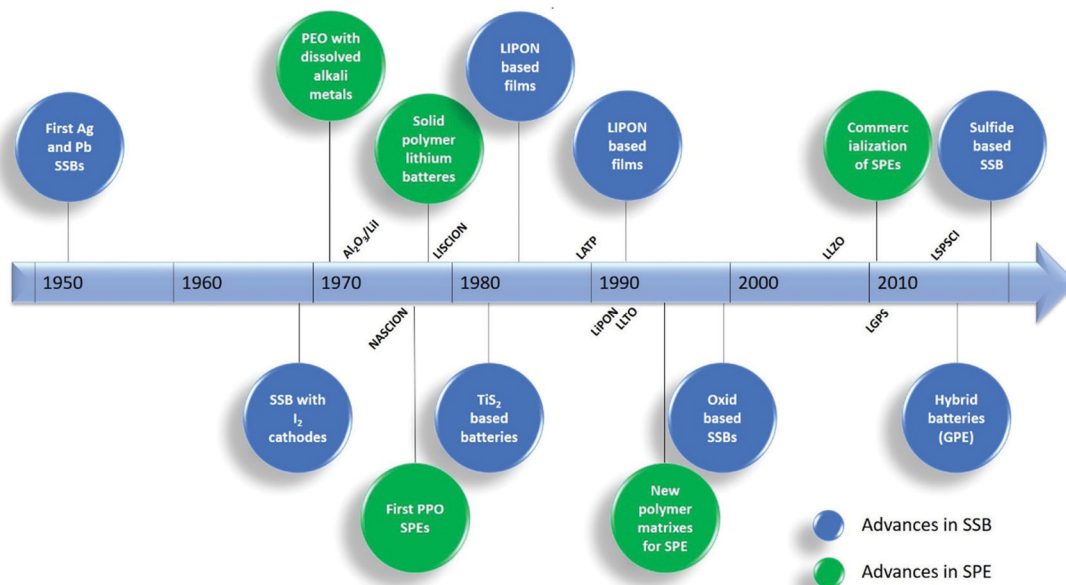 First Ag
and Pb
SSBs
PEO with
dissolved
alkali
metals
Solid
polymer
lithium
batteres
LIPON
based
films
LIPON
based
films
Commerc
ialization
of SPEs
Sulfide
based
SSB
Al₂O₃/LiI
LISCION
LATP
LLZO
LSPSCI
1950
1960
1970
1980
1990
2000
2010
NASCION
LiPON
LLTO
LGPS
SSB with
I₂
cathodes
First PPO
SPEs
TiS₂
based
batteries
New
polymer
matrixes
for SPE
Oxid
based
SSBs
Hybrid
batteries
(GPE)
Advances in SSB
Advances in SPE